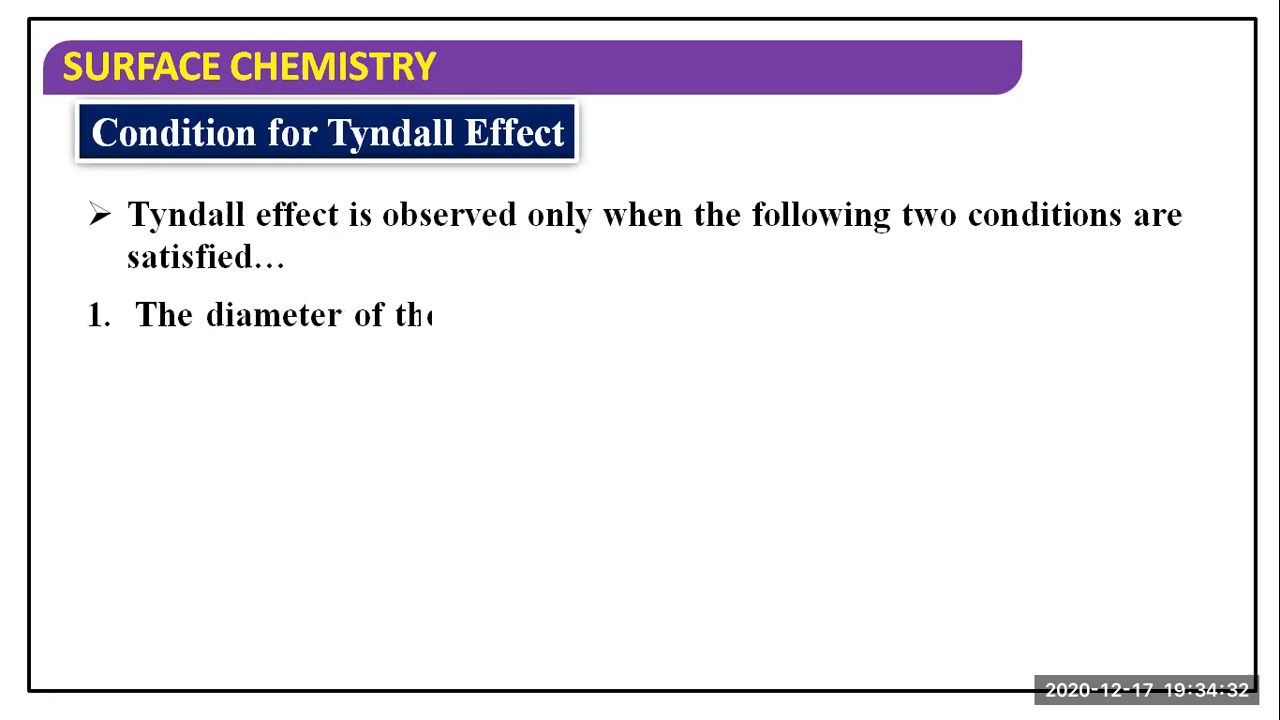 SURFACE CHEMISTRY
Condition for Tyndall Effect
➢ Tyndall effect is observed only when the following two conditions are
satisfied…
1. The diameter of
2020-12-17 19:34:32